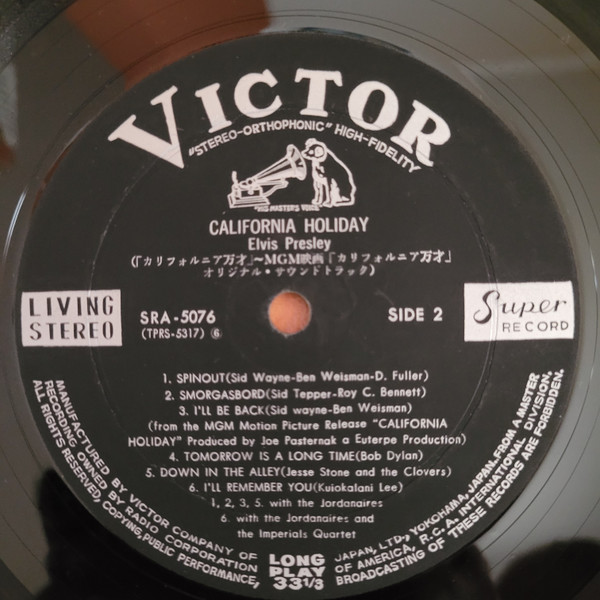 VICTOR
"STEREO-ORTHOPHONIC" HIGH-FIDELITY
"HIS MASTER'S VOICE"
CALIFORNIA HOLIDAY
Elvis Presley
(「カリフォルニア万才」~MGM映画『カリフォルニア万才』
オリジナル・サウンドトラック)
LIVING
STEREO
SRA-5076
(TPRS-5317) ⑥
SIDE 2
Super
RECORD
1. SPINOUT(Sid Wayne-Ben Weisman-D. Fuller)
2. SMORGASBORD(Sid Tepper-Roy C. Bennett)
3. I'LL BE BACK(Sid wayne-Ben Weisman)
(from the MGM Motion Picture Release "CALIFORNIA
HOLIDAY" Produced by Joe Pasternak a Euterpe Production)
4. TOMORROW IS A LONG TIME(Bob Dylan)
5. DOWN IN THE ALLEY(Jesse Stone and the Clovers)
6. I'LL REMEMBER YOU(Kuiokalani Lee)
1, 2, 3, 5. with the Jordanaires
6. with the Jordanaires and
the Imperials Quartet
MANUFACTURED BY VICTOR COMPANY OF JAPAN, LTD., YOKOHAMA, JAPAN. FROM A MASTER
RECORDING OWNED BY RADIO CORPORATION OF AMERICA, R.C.A. INTERNATIONAL DIVISION.
ALL RIGHTS RESERVED COPYING, PUBLIC PERFORMANCE, BROADCASTING OF THESE RECORDS ARE FORBIDDEN.
LONG
PLAY
33 1/3